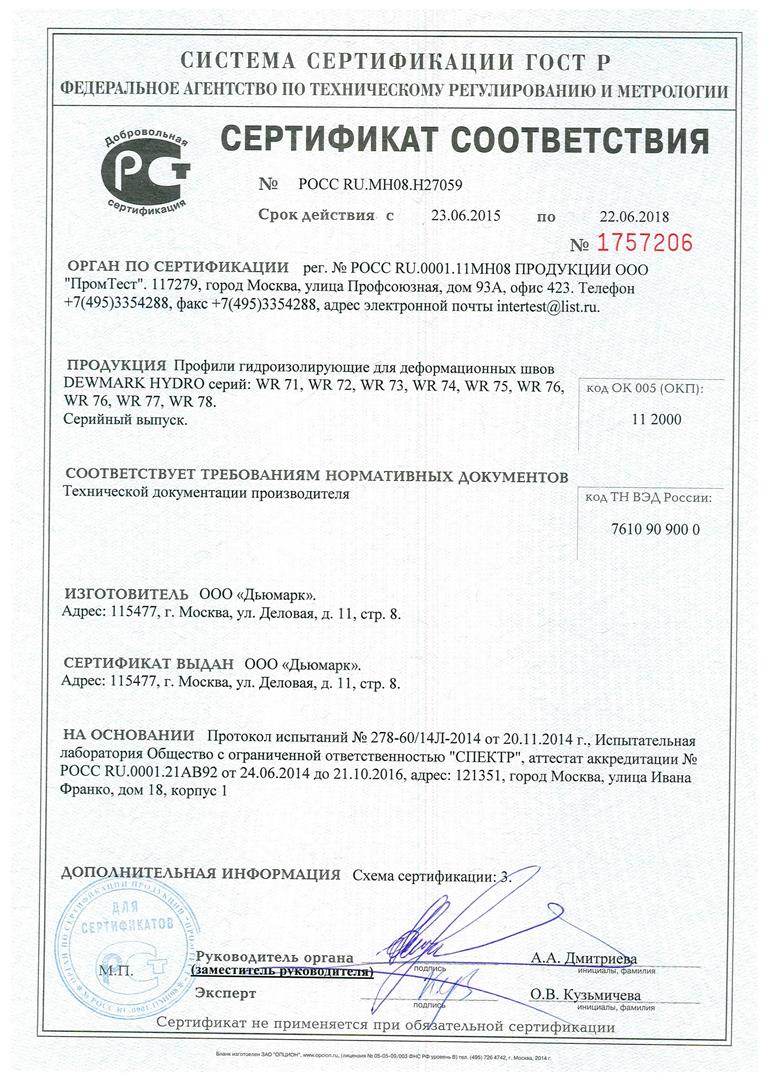 СИСТЕМА СЕРТИФИКАЦИИ ГОСТ Р
ФЕДЕРАЛЬНОЕ АГЕНТСТВО ПО ТЕХНИЧЕСКОМУ РЕГУЛИРОВАНИЮ И МЕТРОЛОГИИ
Добровольная
РСТ
сертификация
СЕРТИФИКАТ СООТВЕТСТВИЯ
№ РОСС RU.МН08.Н27059
Срок действия с 23.06.2015 по 22.06.2018
№ 1757206
ОРГАН ПО СЕРТИФИКАЦИИ рег. № РОСС RU.0001.11МН08 ПРОДУКЦИИ ООО
"ПромТест". 117279, город Москва, улица Профсоюзная, дом 93А, офис 423. Телефон
+7(495)3354288, факс +7(495)3354288, адрес электронной почты intertest@list.ru.
ПРОДУКЦИЯ Профили гидроизолирующие для деформационных швов
DEWMARK HYDRO серий: WR 71, WR 72, WR 73, WR 74, WR 75, WR 76,
WR 76, WR 77, WR 78.
Серийный выпуск.
код ОК 005 (ОКП):
11 2000
СООТВЕТСТВУЕТ ТРЕБОВАНИЯМ НОРМАТИВНЫХ ДОКУМЕНТОВ
Технической документации производителя
код ТН ВЭД России:
7610 90 900 0
ИЗГОТОВИТЕЛЬ ООО «Дьюмарк».
Адрес: 115477, г. Москва, ул. Деловая, д. 11, стр. 8.
СЕРТИФИКАТ ВЫДАН ООО «Дьюмарк».
Адрес: 115477, г. Москва, ул. Деловая, д. 11, стр. 8.
НА ОСНОВАНИИ Протокол испытаний № 278-60/14Л-2014 от 20.11.2014 г., Испытательная
лаборатория Общество с ограниченной ответственностью "СПЕКТР", аттестат аккредитации №
РОСС RU.0001.21АВ92 от 24.06.2014 до 21.10.2016, адрес: 121351, город Москва, улица Ивана
Франко, дом 18, корпус 1
ДОПОЛНИТЕЛЬНАЯ ИНФОРМАЦИЯ Схема сертификации: 3.
ДЛЯ
СЕРТИФИКАТОВ
М.П.
Руководитель органа
(заместитель руководителя)
подпись
А.А. Дмитриева
инициалы, фамилия
Эксперт
подпись
О.В. Кузьмичева
инициалы, фамилия
Сертификат не применяется при обязательной сертификации
Бланк изготовлен ЗАО "ОПЦИОН", www.opcion.ru, (лицензия № 05-05-09/003 ФНС РФ уровень В) тел. (495) 726 4742, г. Москва, 2014 г.